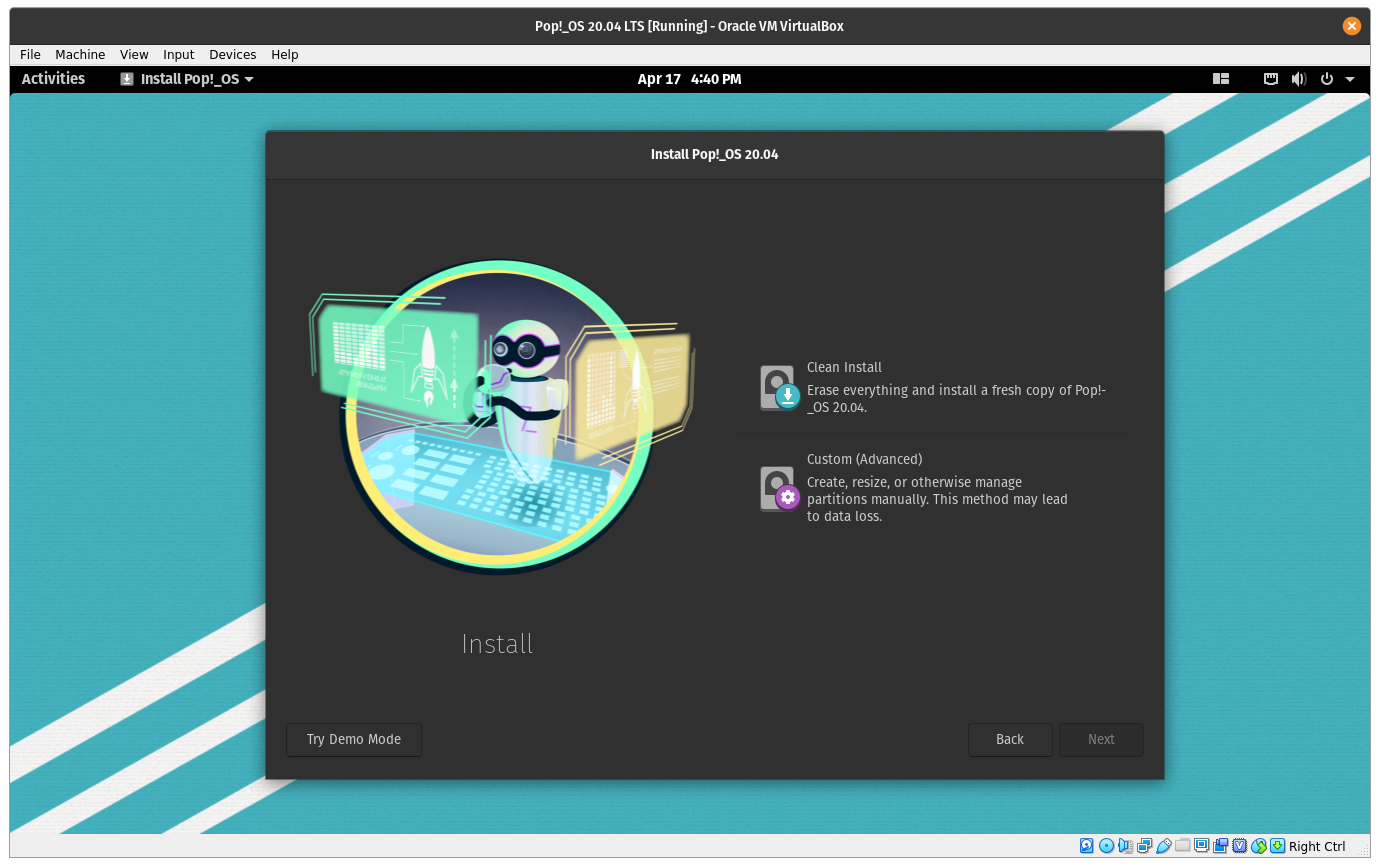 Pop!_OS 20.04 LTS [Running] - Oracle VM VirtualBox
File Machine View Input Devices Help
Activities Install Pop!_OS Apr 17 4:40 PM
Install Pop!_OS 20.04
Clean Install
Erase everything and install a fresh copy of Pop!-
_OS 20.04.
Custom (Advanced)
Create, resize, or otherwise manage
partitions manually. This method may lead
to data loss.
Install
Try Demo Mode Back Next
Right Ctrl